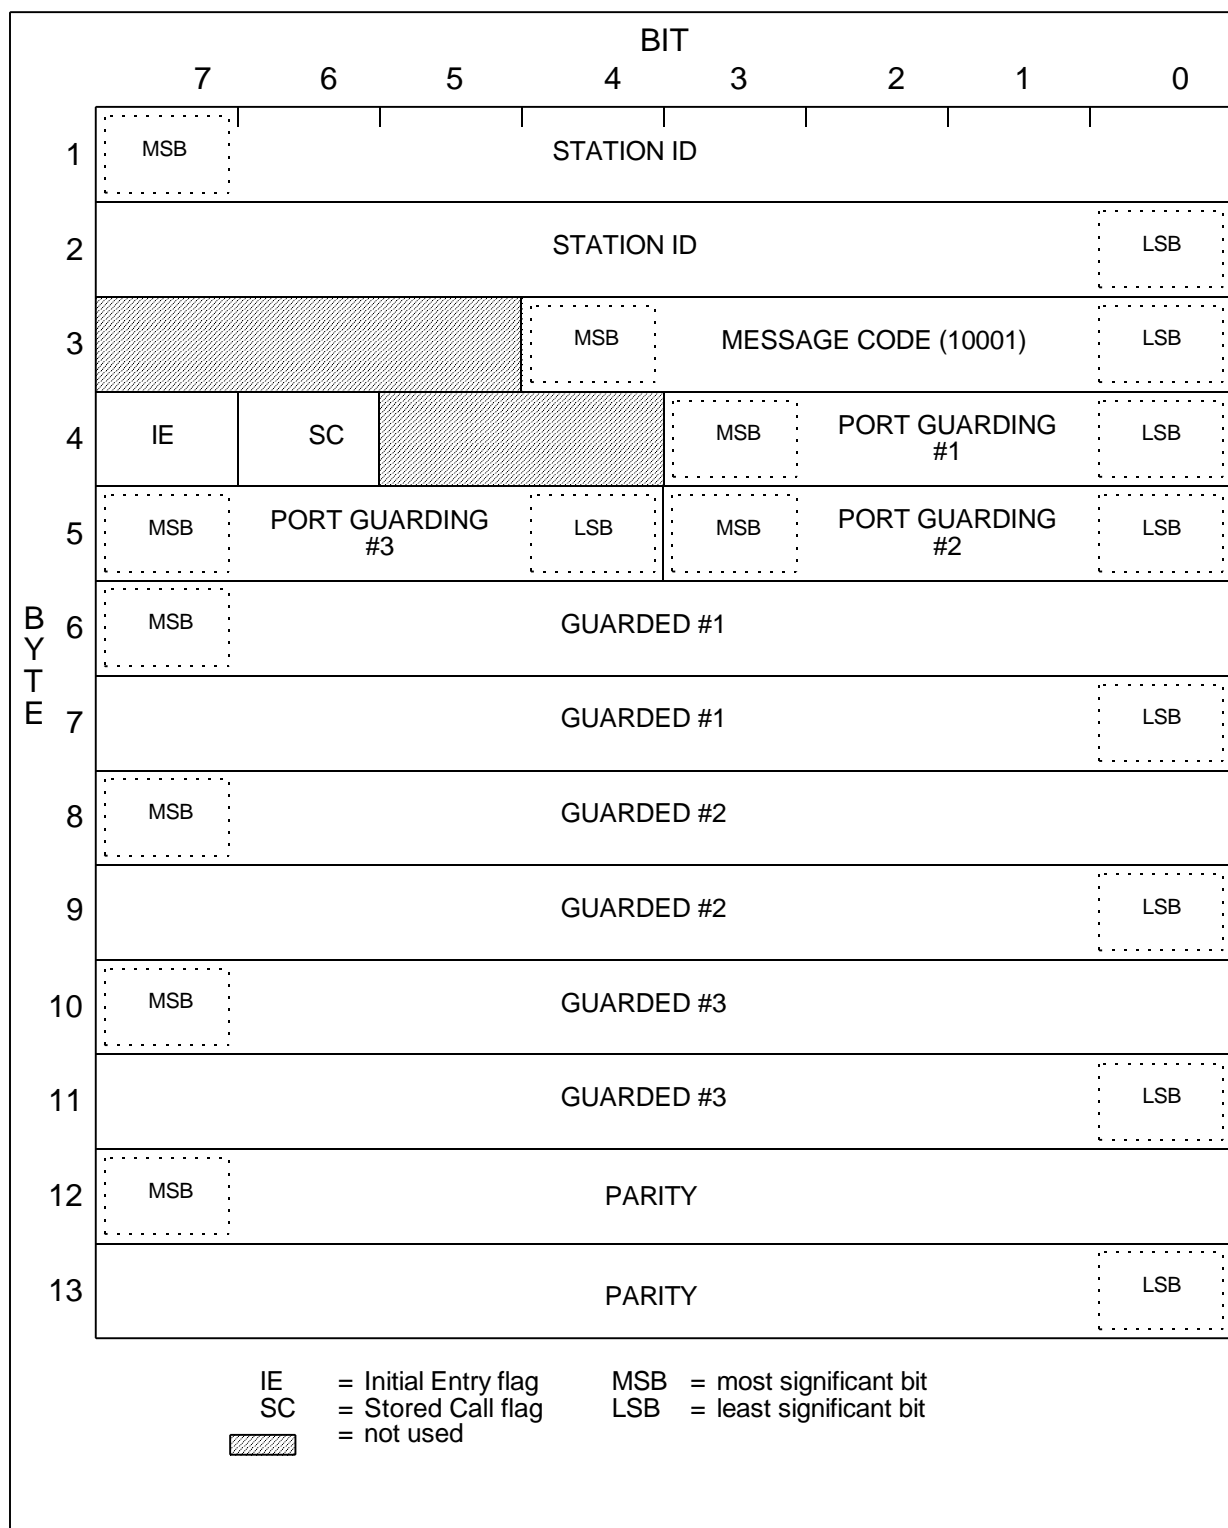 BIT
7 6 5 4 3 2 1 0
1 MSB STATION ID
2 STATION ID LSB
3 MSB MESSAGE CODE (10001) LSB
4 IE SC MSB PORT GUARDING #1 LSB
5 MSB PORT GUARDING #3 LSB MSB PORT GUARDING #2 LSB
BYTE
6 MSB GUARDED #1
7 GUARDED #1 LSB
8 MSB GUARDED #2
9 GUARDED #2 LSB
10 MSB GUARDED #3
11 GUARDED #3 LSB
12 MSB PARITY
13 PARITY LSB
IE = Initial Entry flag MSB = most significant bit
SC = Stored Call flag LSB = least significant bit
= not used